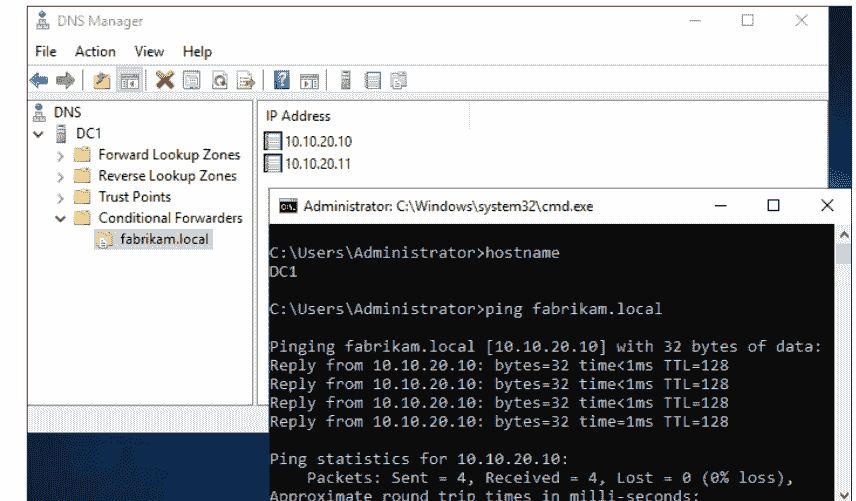 DNS Manager
File Action View Help
DNS
DC1
Forward Lookup Zones
Reverse Lookup Zones
Trust Points
Conditional Forwarders
fabrikam.local
IP Address
10.10.20.10
10.10.20.11
Administrator: C:\Windows\system32\cmd.exe
C:\Users\Administrator>hostname
DC1
C:\Users\Administrator>ping fabrikam.local
Pinging fabrikam.local [10.10.20.10] with 32 bytes of data:
Reply from 10.10.20.10: bytes=32 time<1ms TTL=128
Reply from 10.10.20.10: bytes=32 time<1ms TTL=128
Reply from 10.10.20.10: bytes=32 time<1ms TTL=128
Reply from 10.10.20.10: bytes=32 time=1ms TTL=128
Ping statistics for 10.10.20.10:
Packets: Sent = 4, Received = 4, Lost = 0 (0% loss),
Approximate round trip times in milli-seconds: